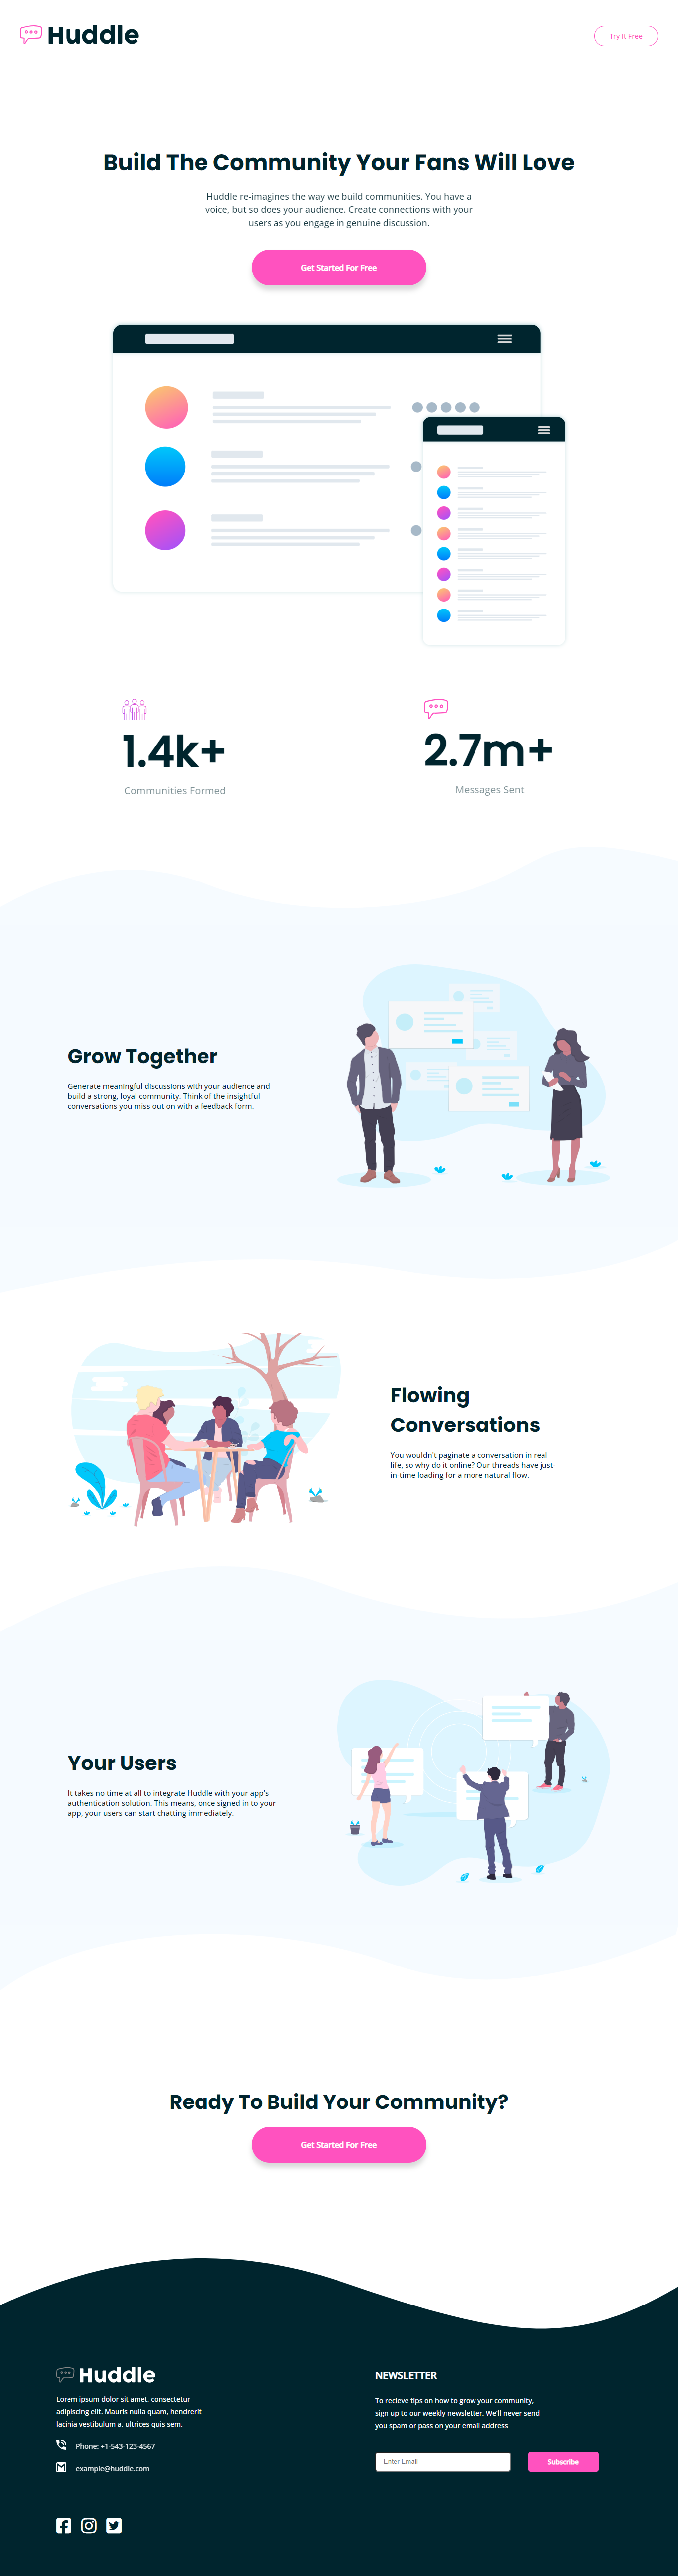 Huddle
Try It Free
Build The Community Your Fans Will Love
Huddle re-imagines the way we build communities. You have a
voice, but so does your audience. Create connections with your
users as you engage in genuine discussion.
Get Started For Free
1.4k+
Communities Formed
2.7m+
Messages Sent
Grow Together
Generate meaningful discussions with your audience and
build a strong, loyal community. Think of the insightful
conversations you miss out on with a feedback form.
Flowing
Conversations
You wouldn't paginate a conversation in real
life, so why do it online? Our threads have just-
in-time loading for a more natural flow.
Your Users
It takes no time at all to integrate Huddle with your app's
authentication solution. This means, once signed in to your
app, your users can start chatting immediately.
Ready To Build Your Community?
Get Started For Free
Huddle
Lorem ipsum dolor sit amet, consectetur
adipiscing elit. Mauris nulla quam, hendrerit
lacinia vestibulum a, ultrices quis sem.
Phone: +1-543-123-4567
example@huddle.com
NEWSLETTER
To recieve tips on how to grow your community,
sign up to our weekly newsletter. We'll never send
you spam or pass on your email address
Enter Email
Subscribe